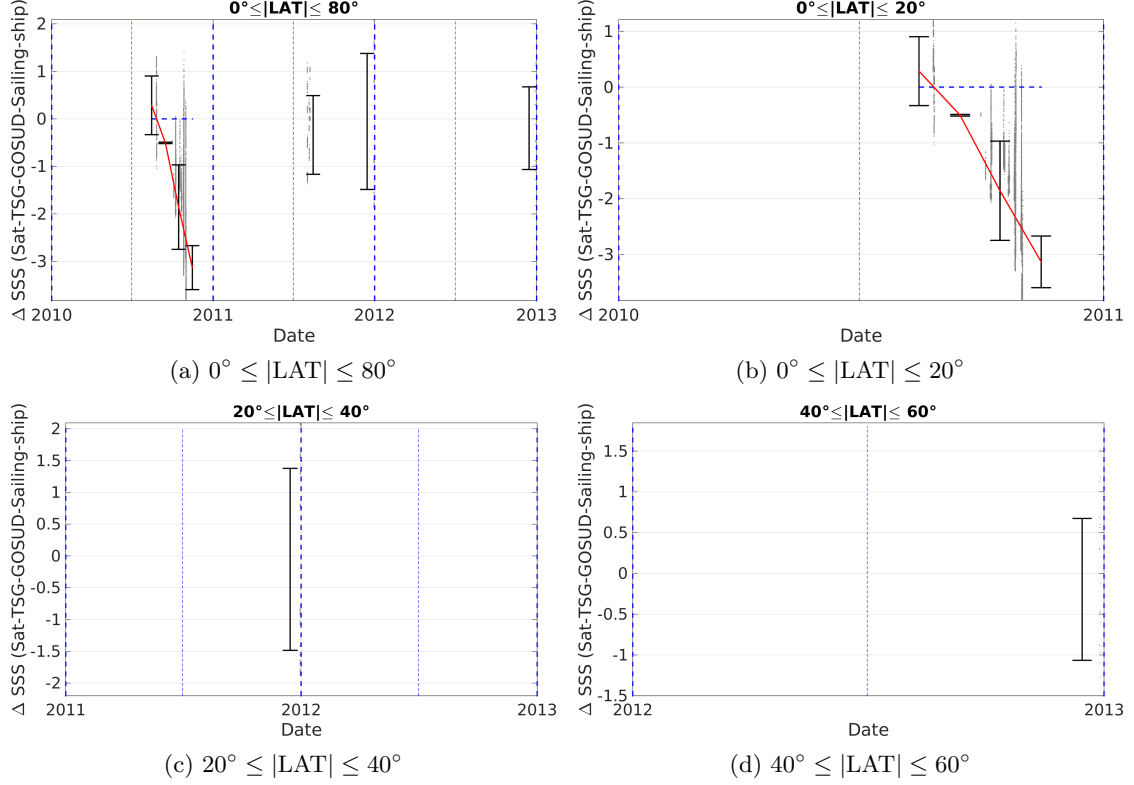 0°≤|LAT|≤ 80°
Δ SSS (Sat-TSG-GOSUD-Sailing-ship)
2
1
0
-1
-2
-3
2010
2011
2012
2013
Date
(a) 0° ≤ |LAT| ≤ 80°
0°≤|LAT|≤ 20°
Δ SSS (Sat-TSG-GOSUD-Sailing-ship)
1
0
-1
-2
-3
2010
2011
Date
(b) 0° ≤ |LAT| ≤ 20°
20°≤|LAT|≤ 40°
Δ SSS (Sat-TSG-GOSUD-Sailing-ship)
2
1.5
1
0.5
0
-0.5
-1
-1.5
-2
2011
2012
2013
Date
(c) 20° ≤ |LAT| ≤ 40°
40°≤|LAT|≤ 60°
Δ SSS (Sat-TSG-GOSUD-Sailing-ship)
1.5
1
0.5
0
-0.5
-1
-1.5
2012
2013
Date
(d) 40° ≤ |LAT| ≤ 60°